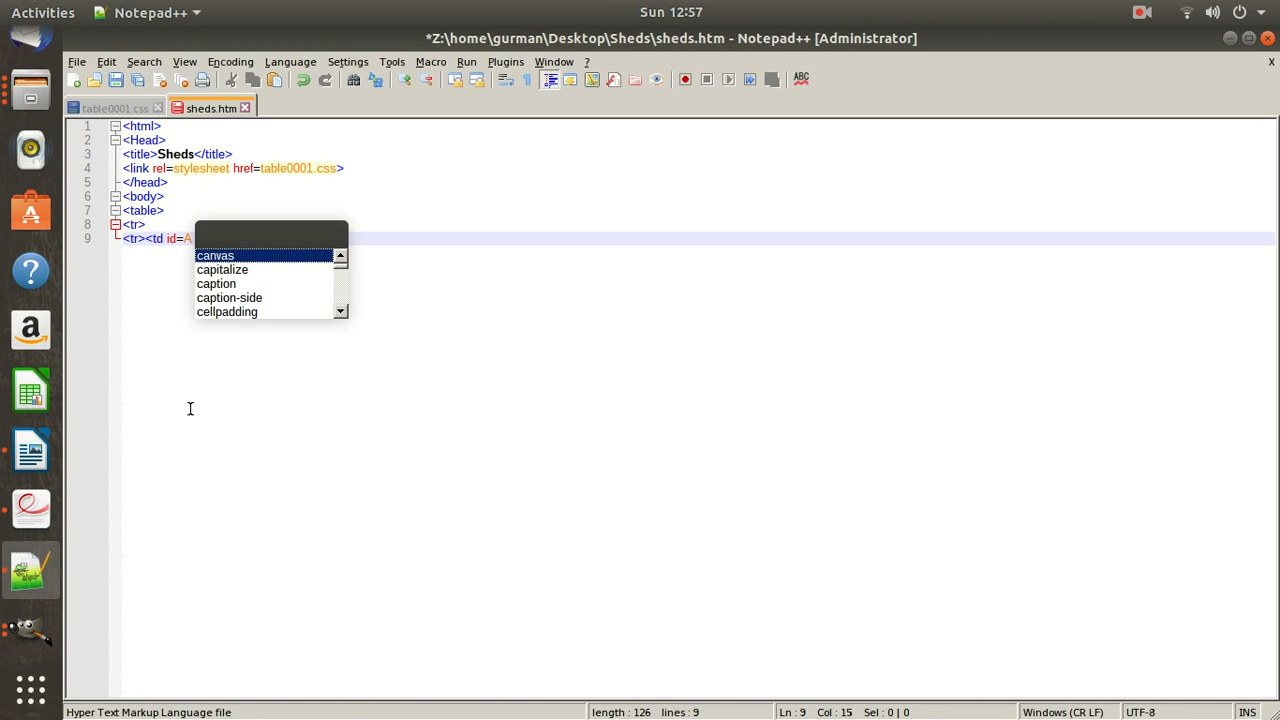 Activities Notepad++ Sun 12:57
*Z:\home\gurman\Desktop\Sheds\sheds.htm - Notepad++ [Administrator]
File Edit Search View Encoding Language Settings Tools Macro Run Plugins Window ? X
ABC
table0001.css sheds.htm
1 <html>
2 <Head>
3 <title>Sheds</title>
4 <link rel=stylesheet href=table0001.css>
5 </head>
6 <body>
7 <table>
8 <tr>
9 <tr><td id=A
canvas
capitalize
caption
caption-side
cellpadding
Hyper Text Markup Language file length : 126 lines : 9 Ln : 9 Col : 15 Sel : 0 | 0 Windows (CR LF) UTF-8 INS